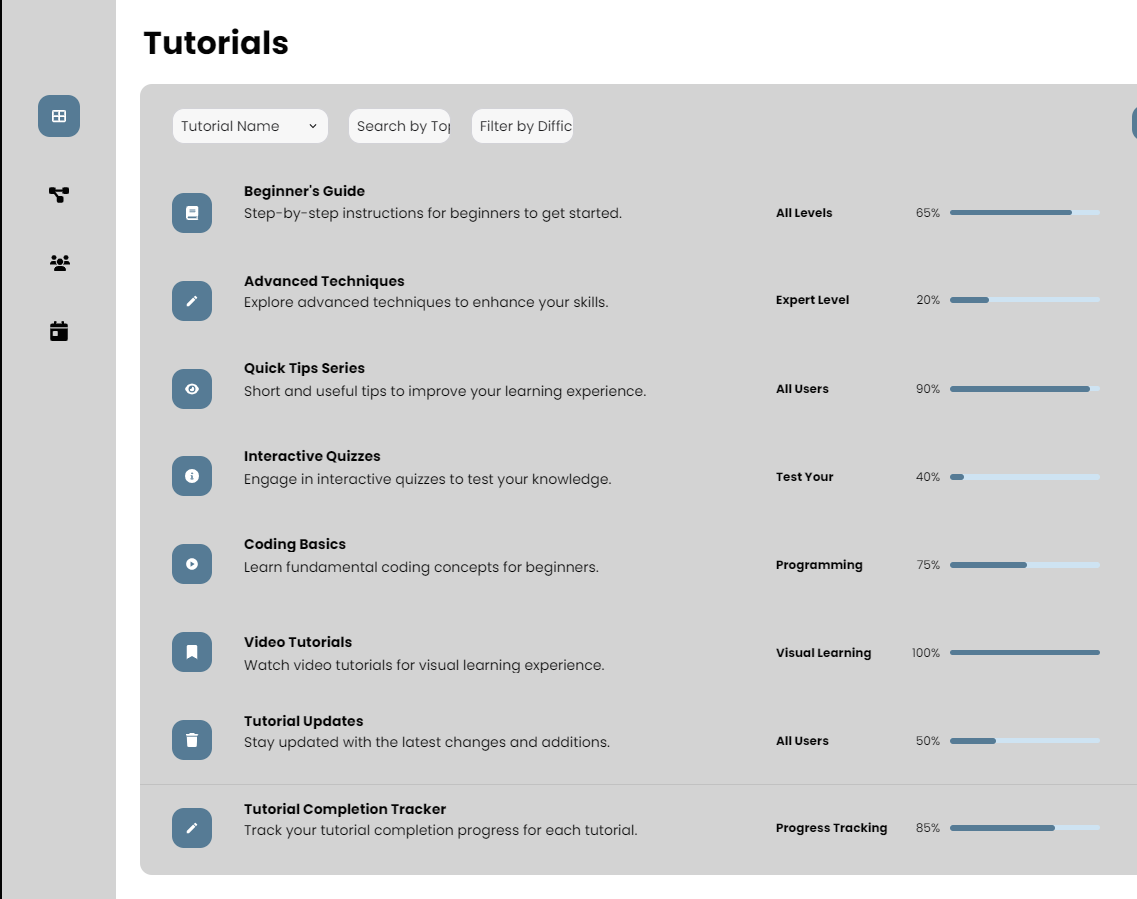 Tutorials
Tutorial Name
Search by Top
Filter by Diffic
Beginner's Guide
Step-by-step instructions for beginners to get started.
All Levels
65%
Advanced Techniques
Explore advanced techniques to enhance your skills.
Expert Level
20%
Quick Tips Series
Short and useful tips to improve your learning experience.
All Users
90%
Interactive Quizzes
Engage in interactive quizzes to test your knowledge.
Test Your
40%
Coding Basics
Learn fundamental coding concepts for beginners.
Programming
75%
Video Tutorials
Watch video tutorials for visual learning experience.
Visual Learning
100%
Tutorial Updates
Stay updated with the latest changes and additions.
All Users
50%
Tutorial Completion Tracker
Track your tutorial completion progress for each tutorial.
Progress Tracking
85%